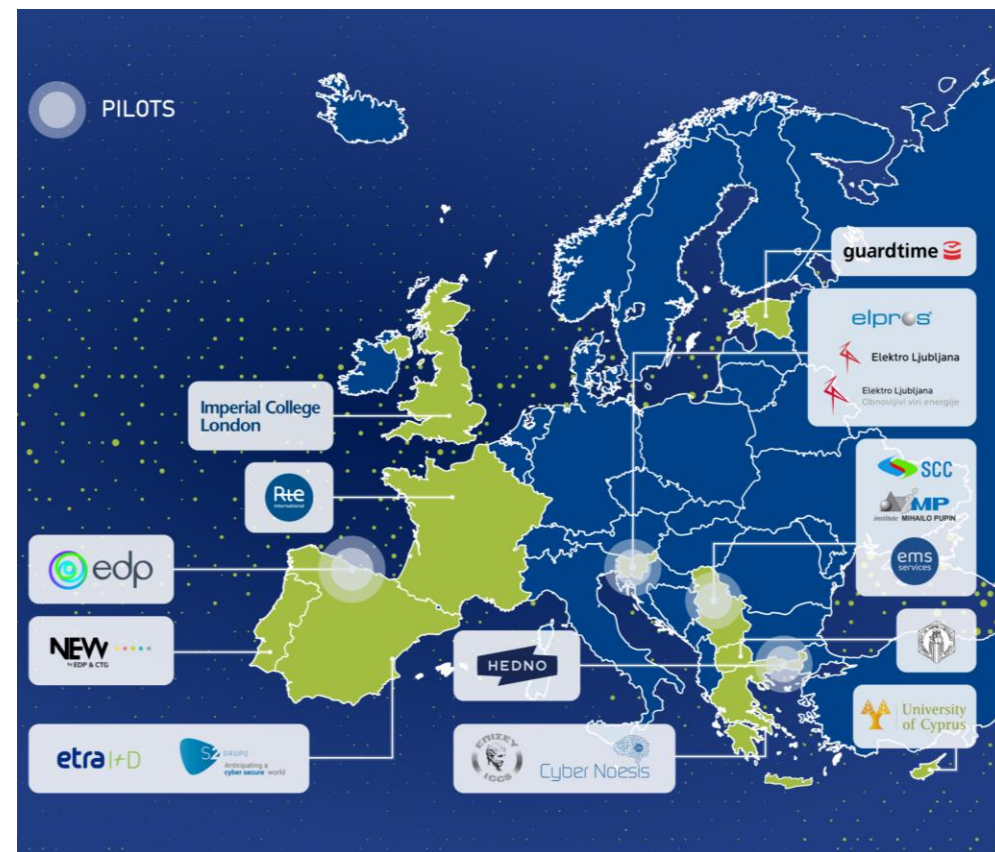 PILOTS
guardtime
elpros
Elektro Ljubljana
Elektro Ljubljana
Obnovljivi viri energije
Imperial College
London
SCC
Rte
international
IMP
institute MIHAILO PUPIN
ems
services
edp
NEW
by EDP & CTG
HEDNO
University
of Cyprus
etra I+D
S2 GRUPO
Anticipating a
cyber secure world
ICCS
Cyber Noesis